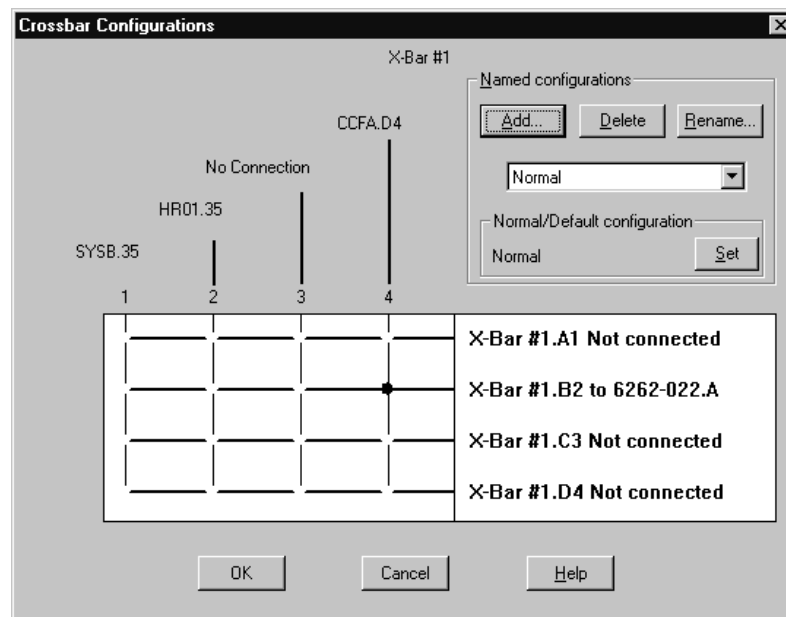 Crossbar Configurations
X-Bar #1
Named configurations
Add...
Delete
Rename...
Normal
Normal/Default configuration
Normal
Set
CCFA.D4
No Connection
HR01.35
SYSB.35
1 2 3 4
X-Bar #1.A1 Not connected
X-Bar #1.B2 to 6262-022.A
X-Bar #1.C3 Not connected
X-Bar #1.D4 Not connected
OK
Cancel
Help